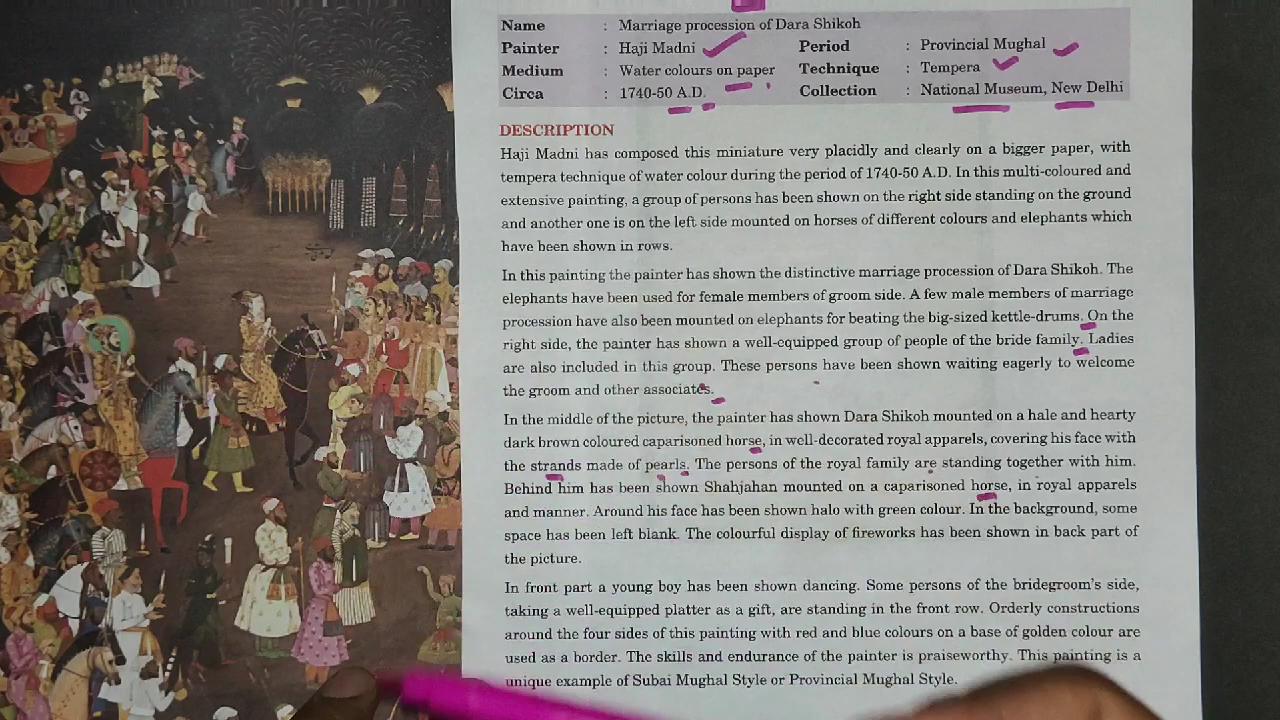 Name : Marriage procession of Dara Shikoh
Painter : Haji Madni Period : Provincial Mughal
Medium : Water colours on paper Technique : Tempera
Circa : 1740-50 A.D. Collection : National Museum, New Delhi
DESCRIPTION
Haji Madni has composed this miniature very placidly and clearly on a bigger paper, with
tempera technique of water colour during the period of 1740-50 A.D. In this multi-coloured and
extensive painting, a group of persons has been shown on the right side standing on the ground
and another one is on the left side mounted on horses of different colours and elephants which
have been shown in rows.
In this painting the painter has shown the distinctive marriage procession of Dara Shikoh. The
elephants have been used for female members of groom side. A few male members of marriage
procession have also been mounted on elephants for beating the big-sized kettle-drums. On the
right side, the painter has shown a well-equipped group of people of the bride family. Ladies
are also included in this group. These persons have been shown waiting eagerly to welcome
the groom and other associates.
In the middle of the picture, the painter has shown Dara Shikoh mounted on a hale and hearty
dark brown coloured caparisoned horse, in well-decorated royal apparels, covering his face with
the strands made of pearls. The persons of the royal family are standing together with him.
Behind him has been shown Shahjahan mounted on a caparisoned horse, in royal apparels
and manner. Around his face has been shown halo with green colour. In the background, some
space has been left blank. The colourful display of fireworks has been shown in back part of
the picture.
In front part a young boy has been shown dancing. Some persons of the bridegroom's side,
taking a well-equipped platter as a gift, are standing in the front row. Orderly constructions
around the four sides of this painting with red and blue colours on a base of golden colour are
used as a border. The skills and endurance of the painter is praiseworthy. This painting is a
unique example of Subai Mughal Style or Provincial Mughal Style.